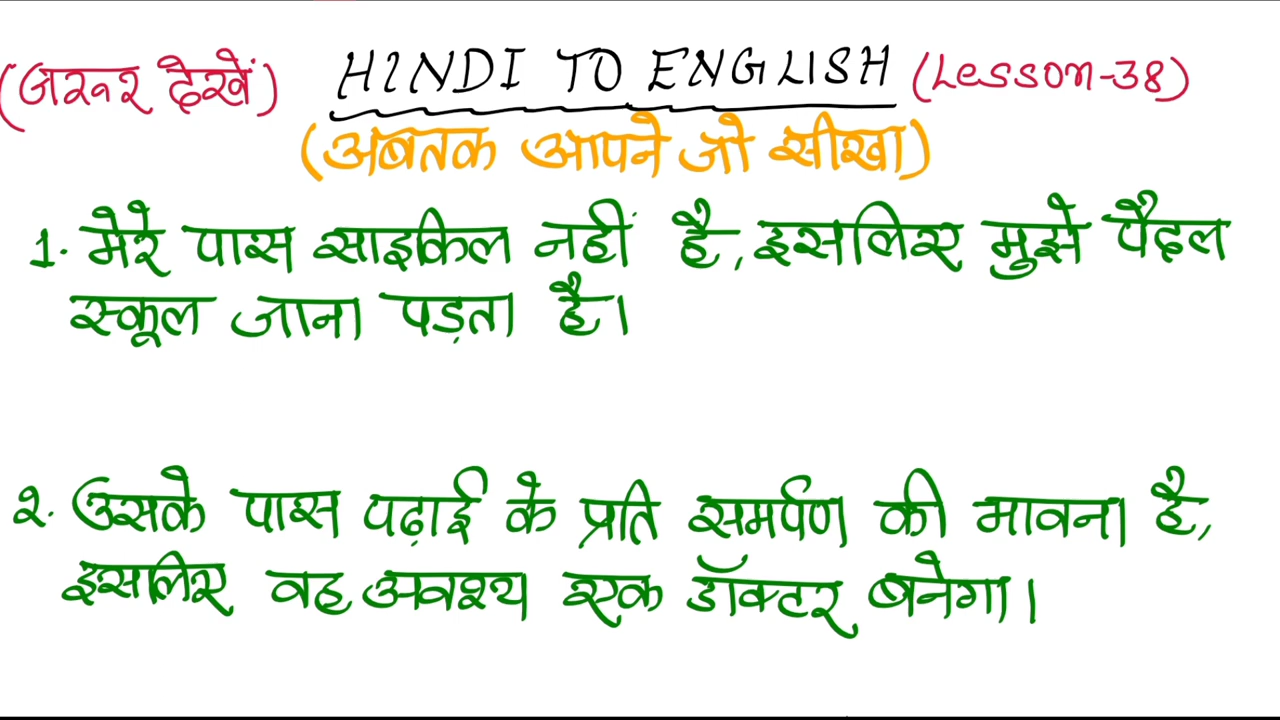 (जरूर देखें) HINDI TO ENGLISH (Lesson-38)
(अबतक आपने जो सीखा)
1. मेरे पास साइकिल नहीं है, इसलिए मुझे पैदल
स्कूल जाना पड़ता है।
२. उसके पास पढ़ाई के प्रति समर्पण की भावना है,
इसलिए वह अवश्य एक डॉक्टर बनेगा।